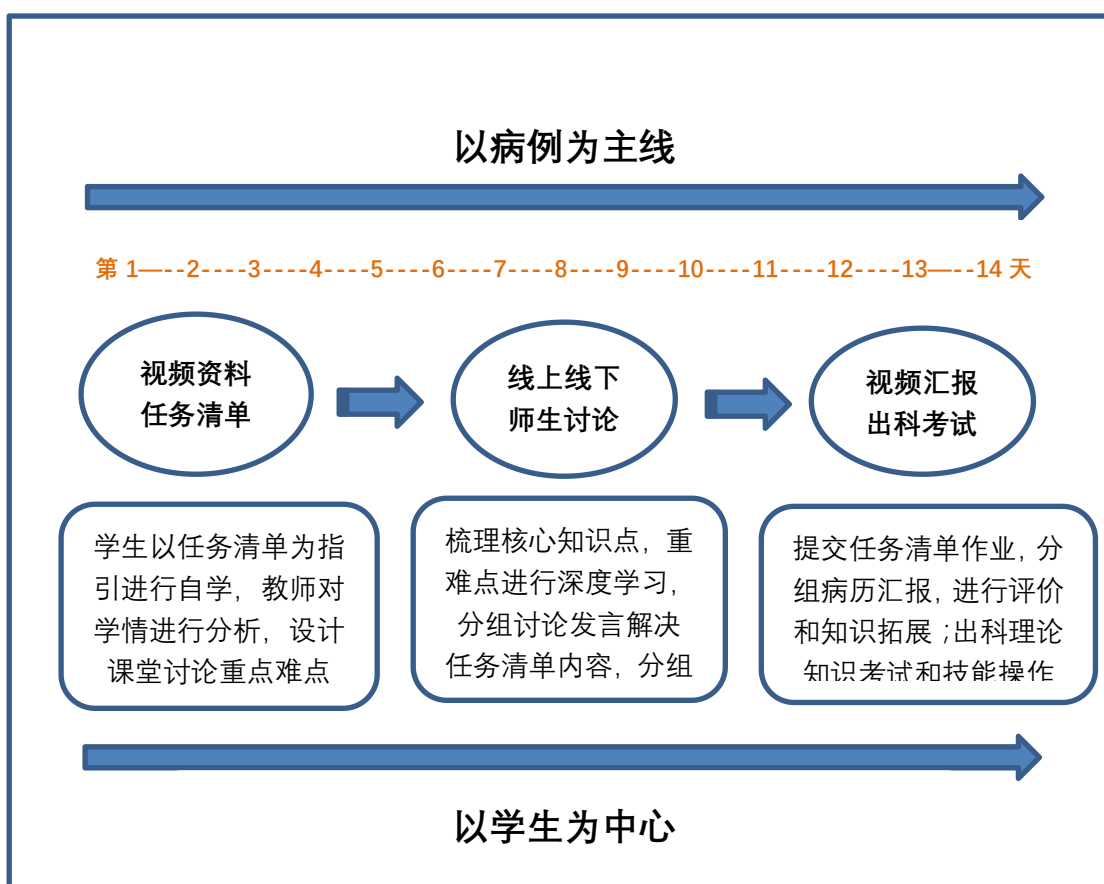 以病例为主线
第 1—--2----3----4----5----6----7----8----9----10----11----12----13—--14 天
视频资料
任务清单
线上线下
师生讨论
视频汇报
出科考试
学生以任务清单为指
引进行自学，教师对
学情进行分析，设计
课堂讨论重点难点
梳理核心知识点，重
难点进行深度学习，
分组讨论发言解决
任务清单内容，分组
提交任务清单作业，分
组病历汇报，进行评价
和知识拓展；出科理论
知识考试和技能操作
以学生为中心